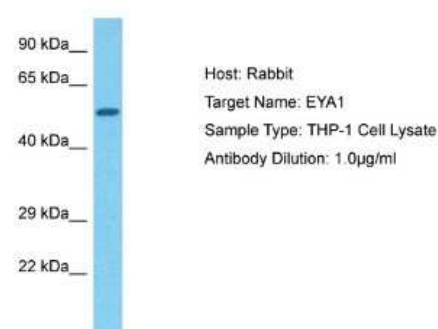 90 kDa
65 kDa
40 kDa
29 kDa
22 kDa
Host: Rabbit
Target Name: EYA1
Sample Type: THP-1 Cell Lysate
Antibody Dilution: 1.0µg/ml